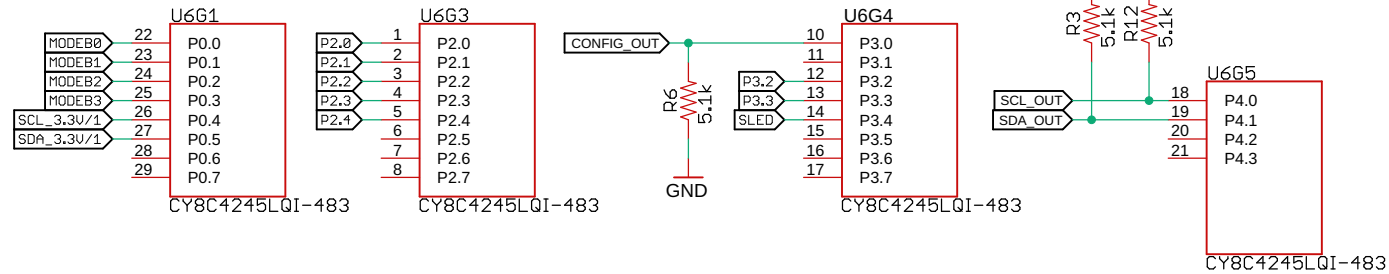 U6G1
MODEB0 22 P0.0
MODEB1 23 P0.1
MODEB2 24 P0.2
MODEB3 25 P0.3
SCL_3.3V/1 26 P0.4
SDA_3.3V/1 27 P0.5
28 P0.6
29 P0.7
CY8C4245LQI-483
U6G3
P2.0 1 P2.0
P2.1 2 P2.1
P2.2 3 P2.2
P2.3 4 P2.3
P2.4 5 P2.4
6 P2.5
7 P2.6
8 P2.7
CY8C4245LQI-483
U6G4
CONFIG_OUT 10 P3.0
11 P3.1
P3.2 12 P3.2
P3.3 13 P3.3
SLED 14 P3.4
15 P3.5
16 P3.6
17 P3.7
CY8C4245LQI-483
R6
5.1k
GND
R3
5.1k
R12
5.1k
U6G5
SCL_OUT 18 P4.0
SDA_OUT 19 P4.1
20 P4.2
21 P4.3
CY8C4245LQI-483